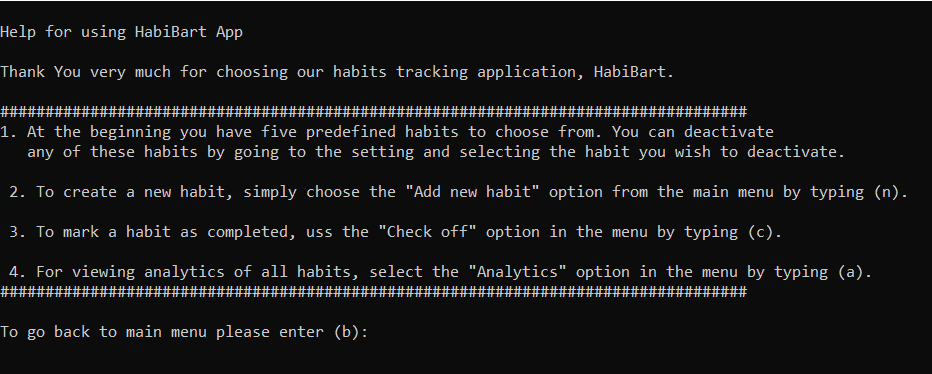 Help for using HabiBart App
Thank You very much for choosing our habits tracking application, HabiBart.
###################################################################################
1. At the beginning you have five predefined habits to choose from. You can deactivate
any of these habits by going to the setting and selecting the habit you wish to deactivate.
2. To create a new habit, simply choose the "Add new habit" option from the main menu by typing (n).
3. To mark a habit as completed, uss the "Check off" option in the menu by typing (c).
4. For viewing analytics of all habits, select the "Analytics" option in the menu by typing (a).
###################################################################################
To go back to main menu please enter (b):